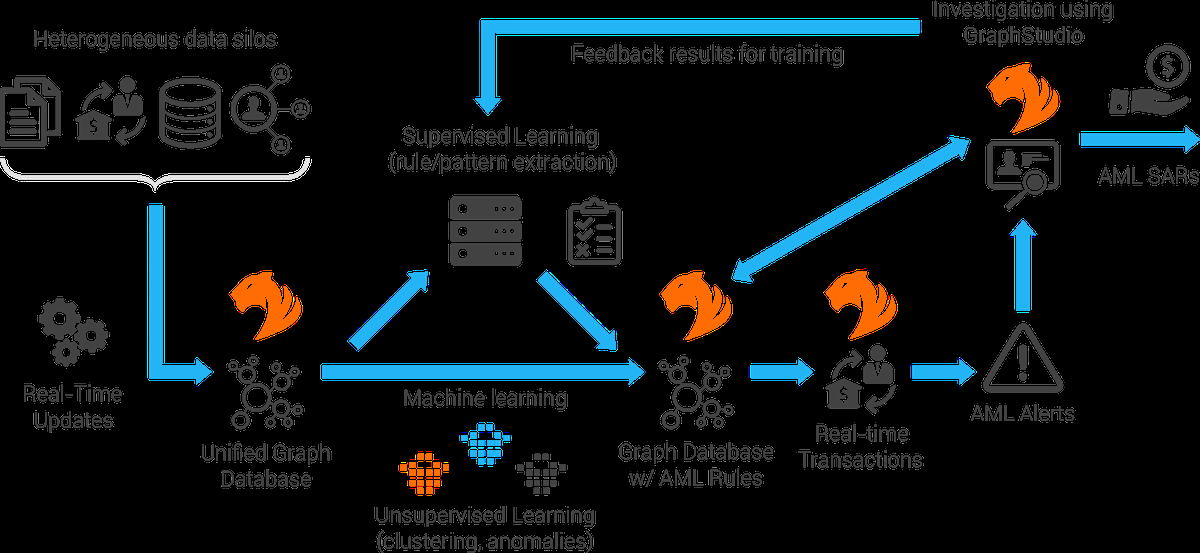 Heterogeneous data silos
Investigation using
GraphStudio
Feedback results for training
Supervised Learning
(rule/pattern extraction)
AML SARs
Real-Time
Updates
Machine learning
AML Alerts
Unified Graph
Database
Graph Database
w/ AML Rules
Real-time
Transactions
Unsupervised Learning
(clustering, anomalies)